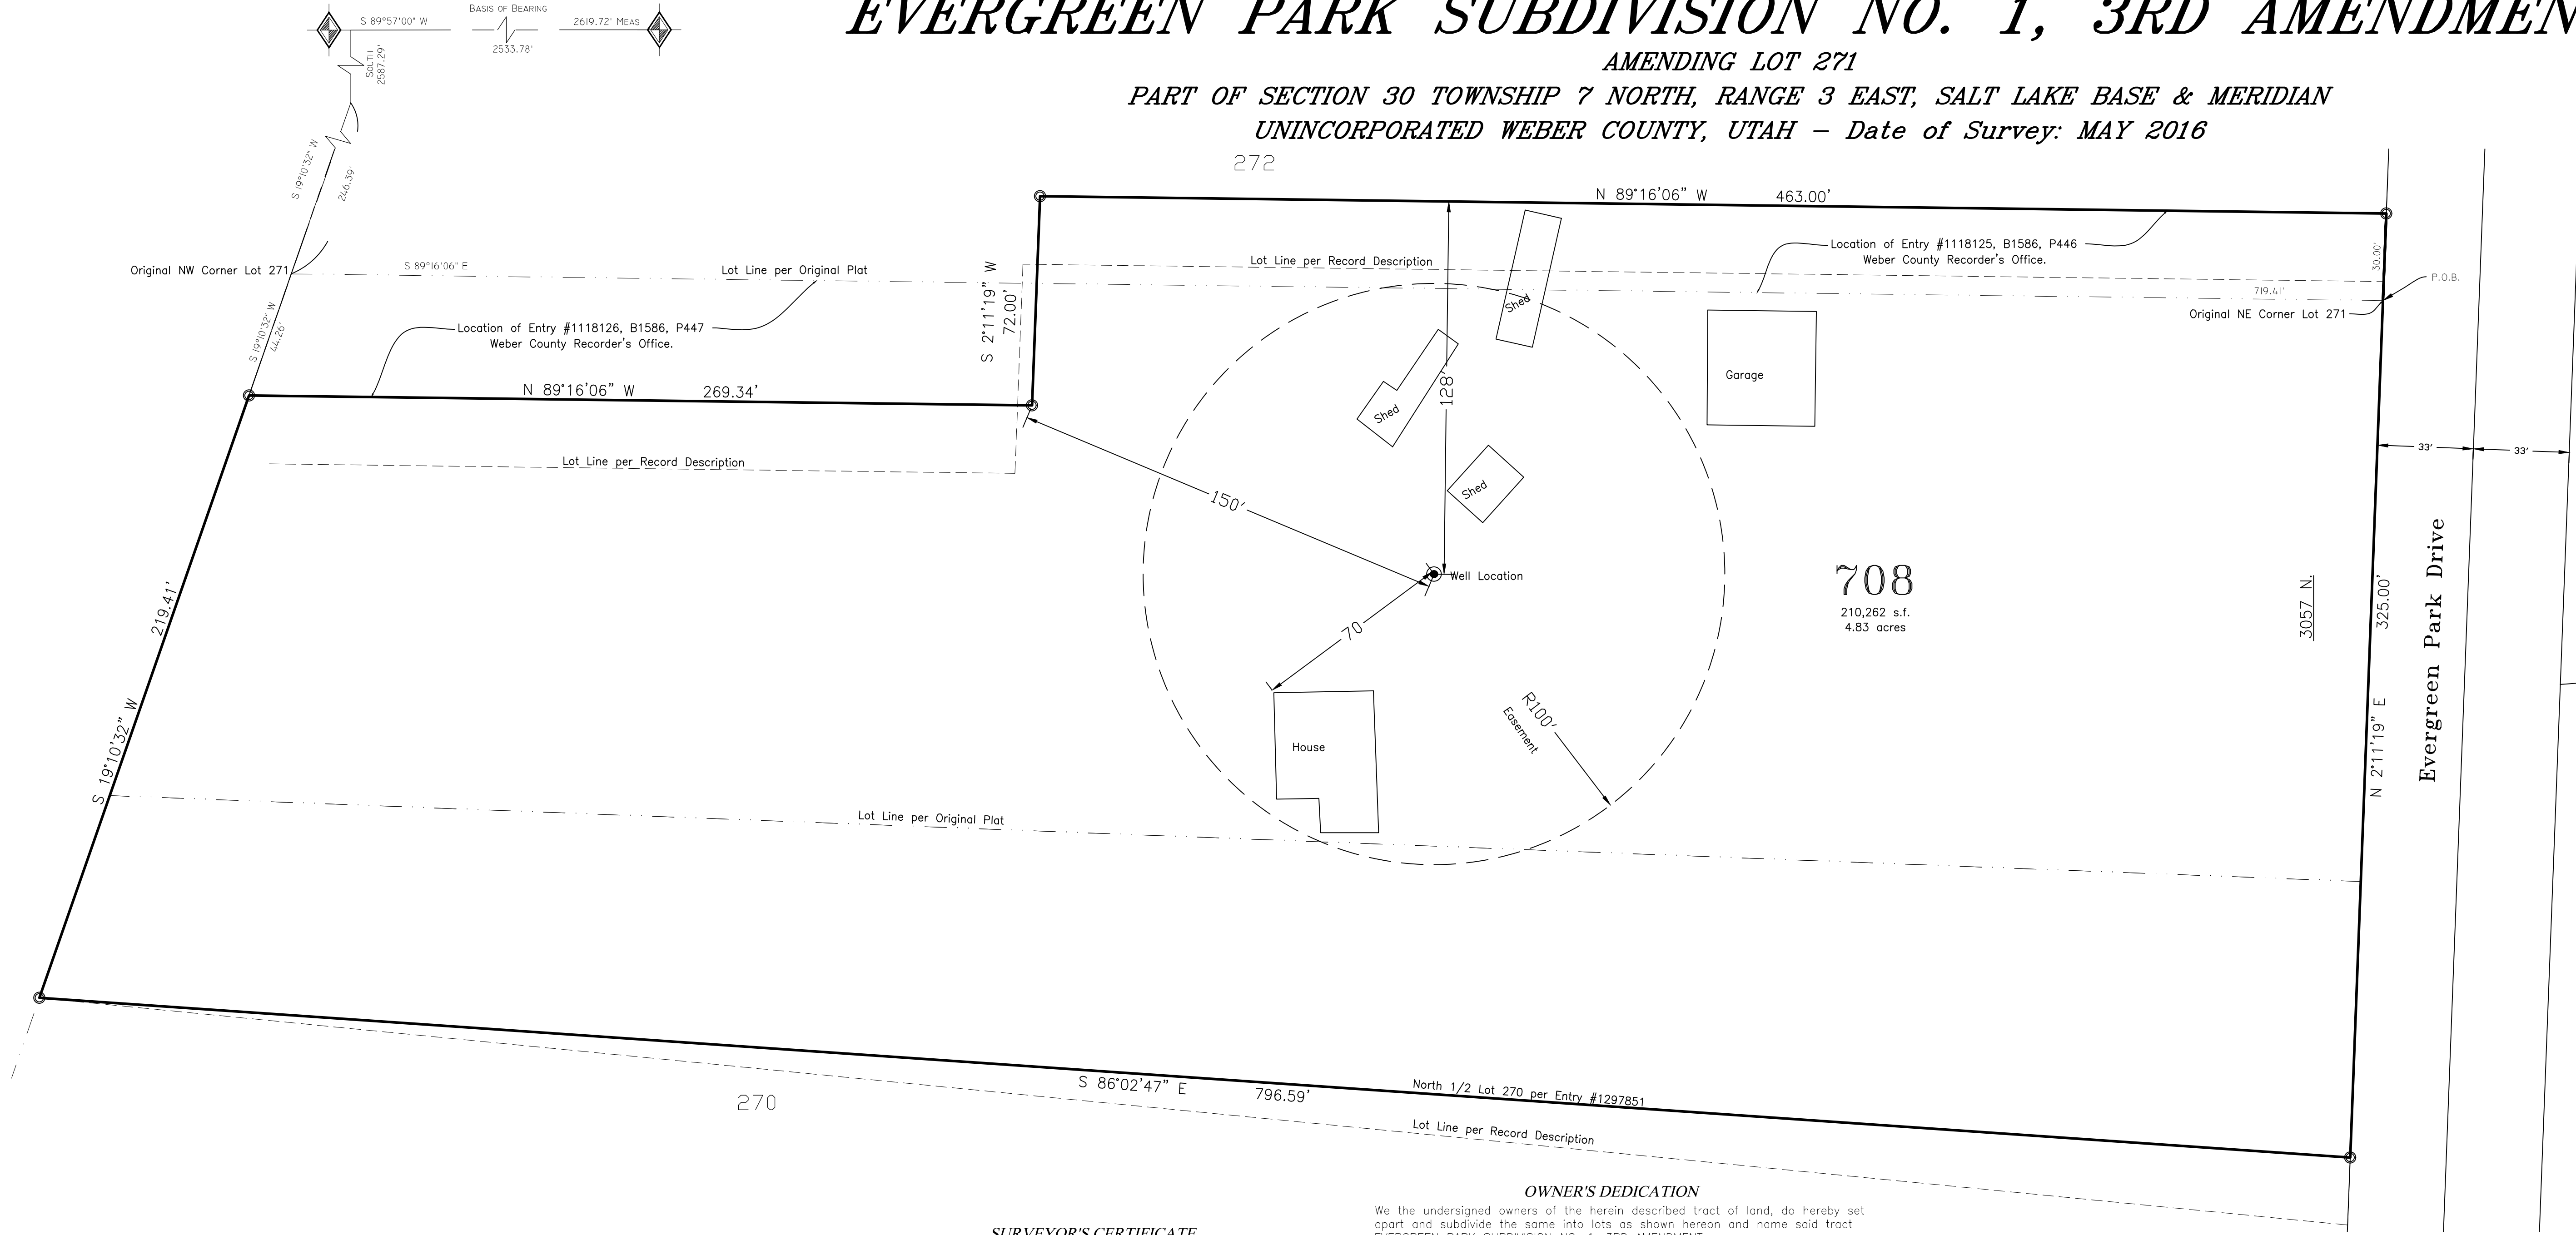 EVERGREEN PARK SUBDIVISION NO. 1, 3RD AMENDMEN
AMENDING LOT 271
PART OF SECTION 30 TOWNSHIP 7 NORTH, RANGE 3 EAST, SALT LAKE BASE & MERIDIAN
UNINCORPORATED WEBER COUNTY, UTAH – Date of Survey: MAY 2016
BASIS OF BEARING
S 89°57'00" W
2619.72' MEAS
2533.78'
SOUTH
2587.29'
S 19°10'32" W
246.39'
272
N 89°16'06" W 463.00'
Original NW Corner Lot 271
S 89°16'06" E
Lot Line per Original Plat
Lot Line per Record Description
Location of Entry #1118125, B1586, P446
Weber County Recorder's Office.
30.00'
P.O.B.
719.41'
Original NE Corner Lot 271
S 19°10'32" W
44.26'
Location of Entry #1118126, B1586, P447
Weber County Recorder's Office.
S 2°11'19" W
72.00'
Shed
Garage
N 89°16'06" W 269.34'
128'
Shed
Lot Line per Record Description
33'
33'
Shed
150'
Well Location
708
210,262 s.f.
4.83 acres
3057 N.
325.00'
N 2°11'19" E
Evergreen Park Drive
219.41'
S 19°10'32" W
70
House
R100'
Easement
Lot Line per Original Plat
S 86°02'47" E 796.59'
North 1/2 Lot 270 per Entry #1297851
Lot Line per Record Description
270
OWNER'S DEDICATION
We the undersigned owners of the herein described tract of land, do hereby set
apart and subdivide the same into lots as shown hereon and name said tract
EVERGREEN PARK SUBDIVISION NO. 1, 3RD AMENDMENT
SURVEYOR'S CERTIFICATE